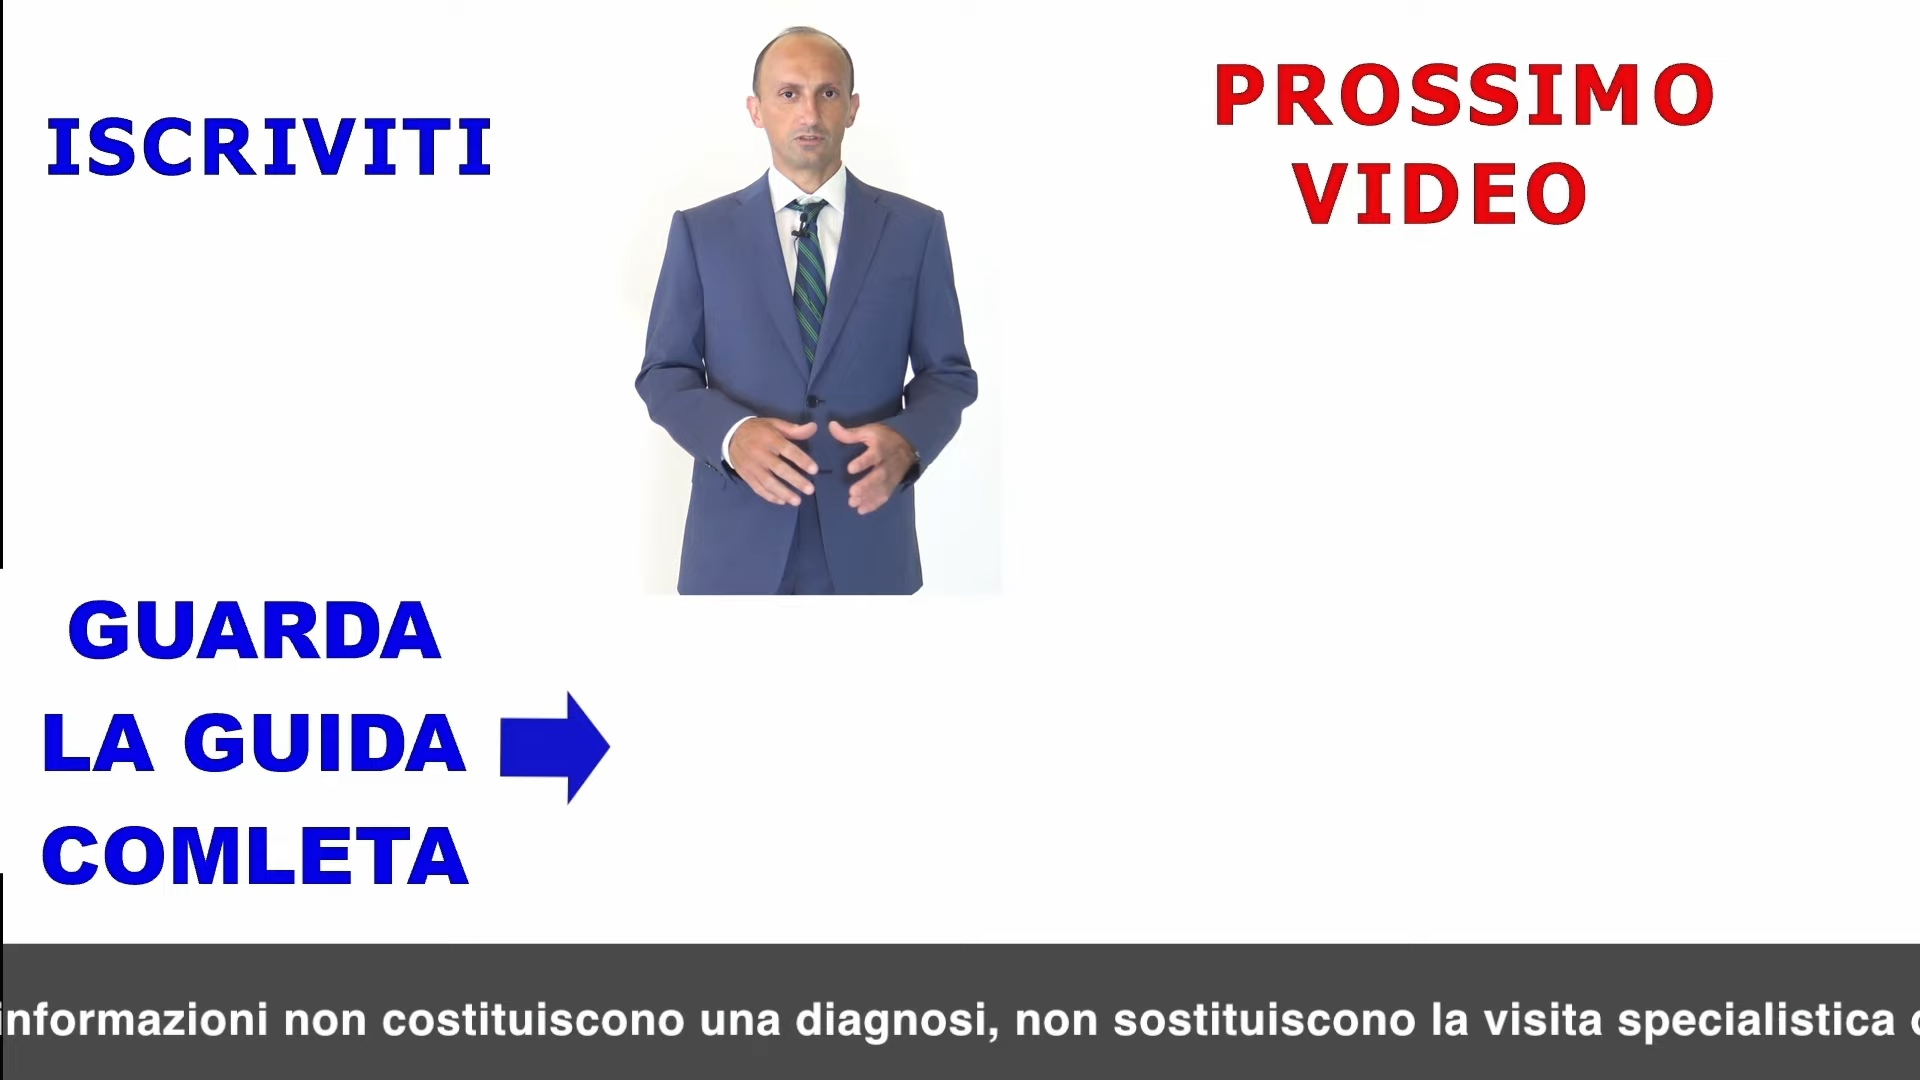 ISCRIVITI
PROSSIMO
VIDEO
GUARDA
LA GUIDA
COMLETA
informazioni non costituiscono una diagnosi, non sostituiscono la visita specialistica